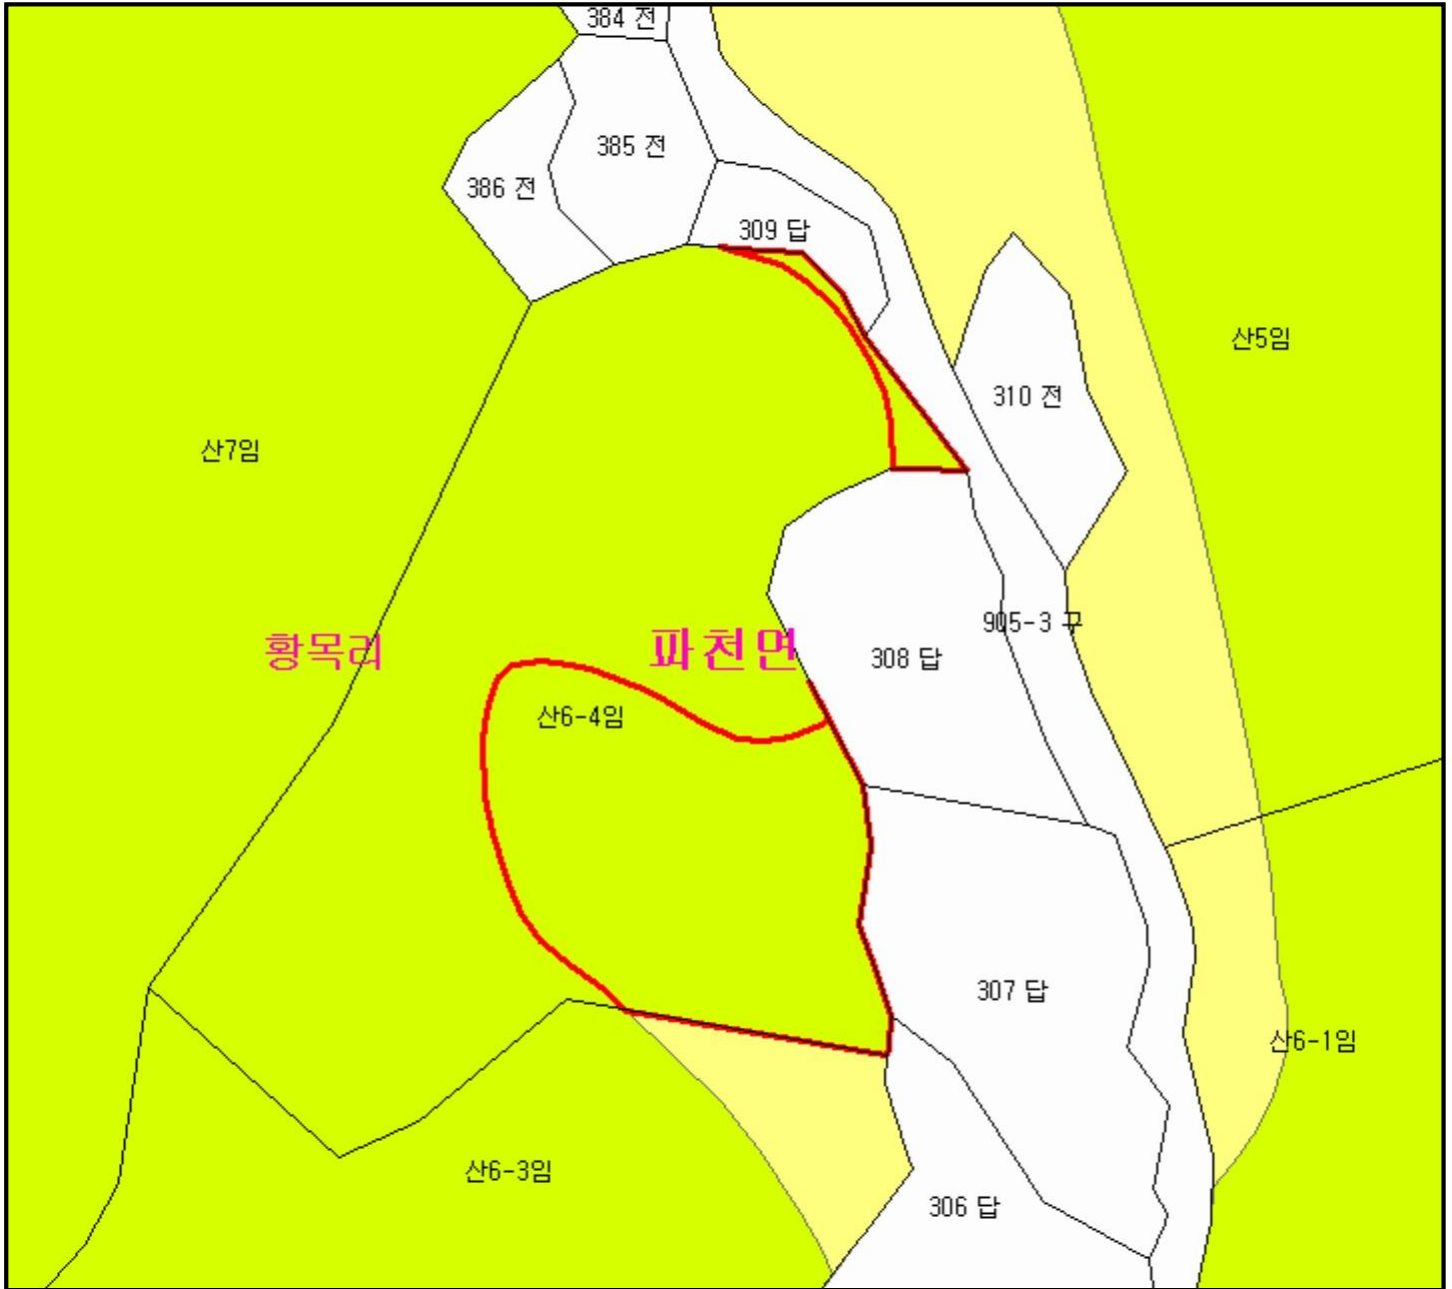 384 전
385 전
386 전
309 답
산5임
310 전
산7임
905-3 구
황목리
파천면
308 답
산6-4임
307 답
산6-1임
산6-3임
306 답